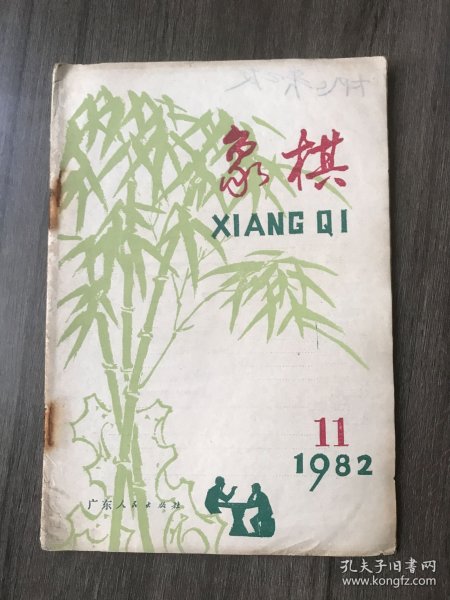 象棋
XIANG QI
11
1982
广东人民出版社
孔夫子旧书网
www.kongfz.com